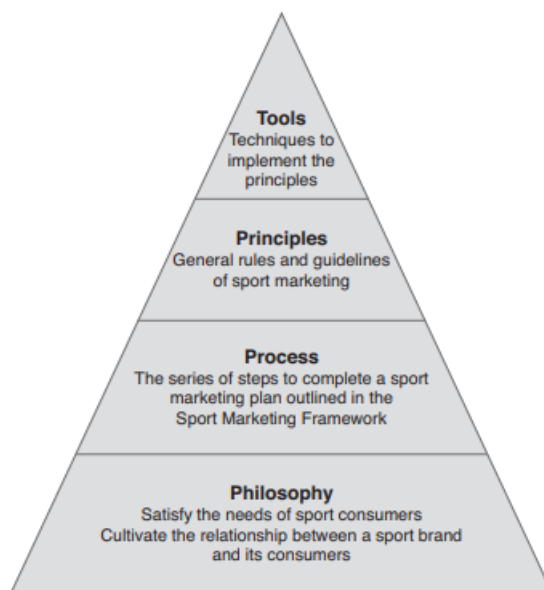 Tools
Techniques to
implement the
principles
Principles
General rules and guidelines
of sport marketing
Process
The series of steps to complete a sport
marketing plan outlined in the
Sport Marketing Framework
Philosophy
Satisfy the needs of sport consumers
Cultivate the relationship between a sport brand
and its consumers